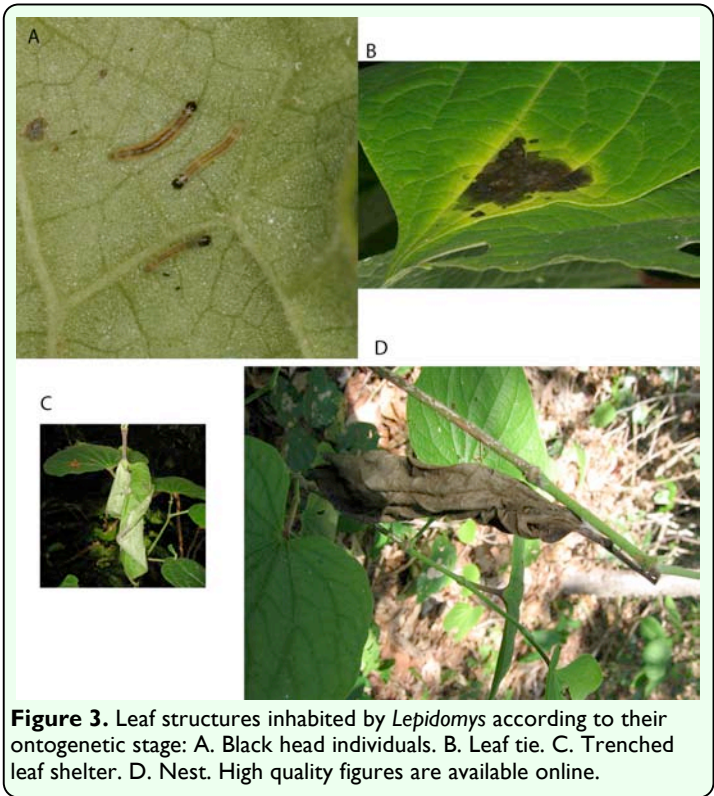 A
B
D
C
Figure 3. Leaf structures inhabited by Lepidomys according to their
ontogenetic stage: A. Black head individuals. B. Leaf tie. C. Trenched
leaf shelter. D. Nest. High quality figures are available online.